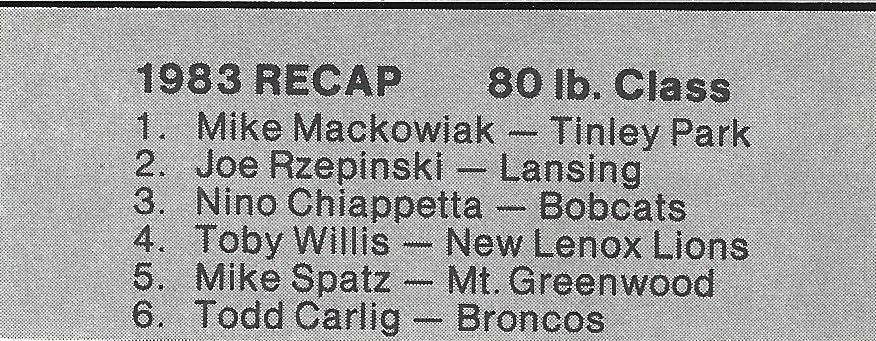 1983 RECAP 80 lb. Class
1. Mike Mackowiak — Tinley Park
2. Joe Rzepinski — Lansing
3. Nino Chiappetta — Bobcats
4. Toby Willis — New Lenox Lions
5. Mike Spatz — Mt. Greenwood
6. Todd Carlig — Broncos